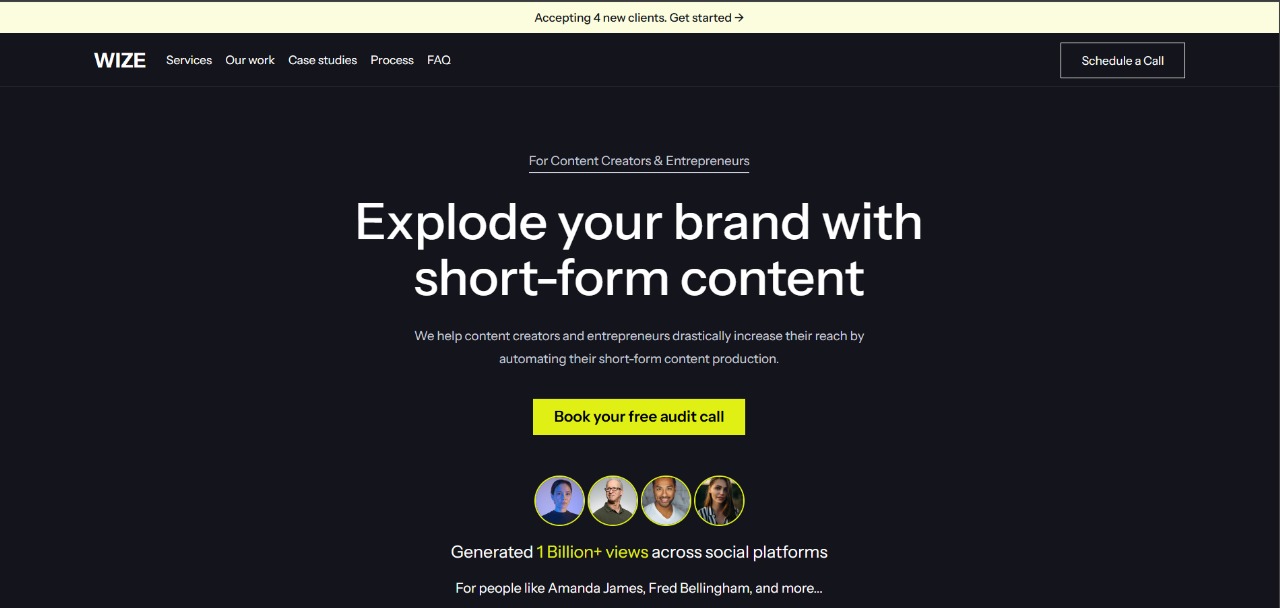 Accepting 4 new clients. Get started →
WIZE Services Our work Case studies Process FAQ Schedule a Call
For Content Creators & Entrepreneurs
Explode your brand with
short-form content
We help content creators and entrepreneurs drastically increase their reach by
automating their short-form content production.
Book your free audit call
Generated 1 Billion+ views across social platforms
For people like Amanda James, Fred Bellingham, and more...